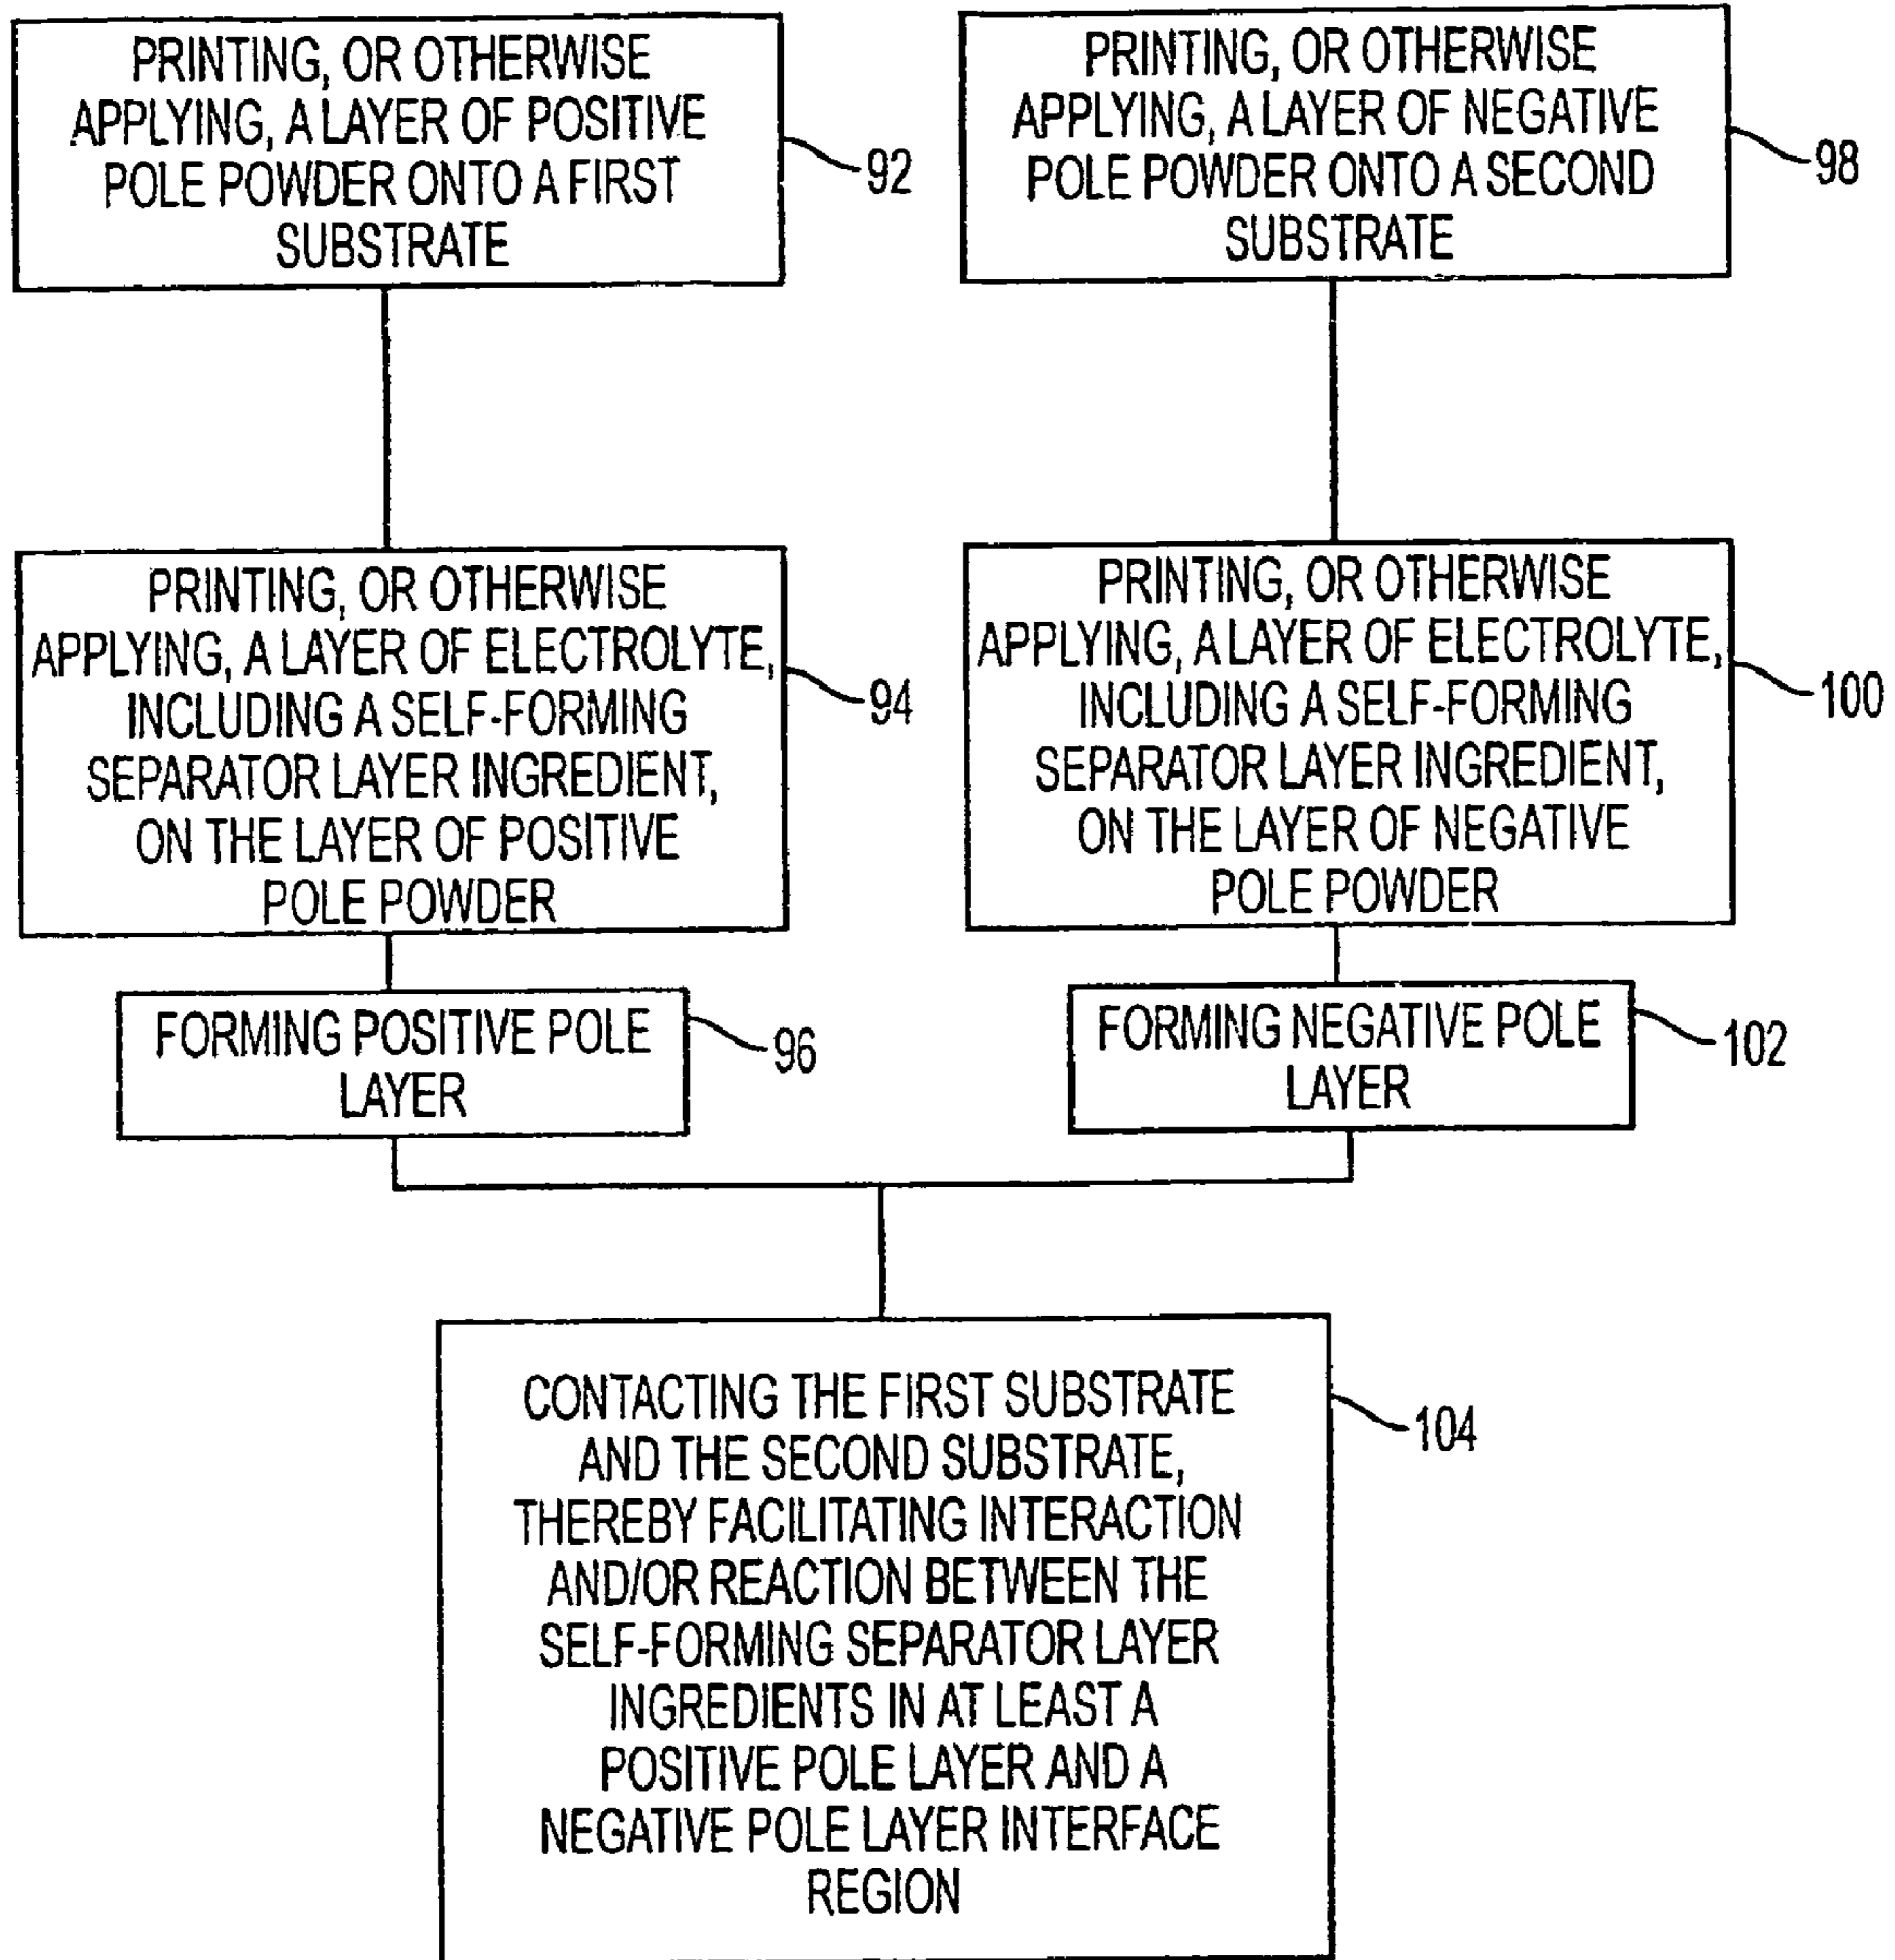 PRINTING, OR OTHERWISE
APPLYING, A LAYER OF POSITIVE
POLE POWDER ONTO A FIRST
SUBSTRATE
92
PRINTING, OR OTHERWISE
APPLYING, A LAYER OF NEGATIVE
POLE POWDER ONTO A SECOND
SUBSTRATE
98
PRINTING, OR OTHERWISE
APPLYING, A LAYER OF ELECTROLYTE,
INCLUDING A SELF-FORMING
SEPARATOR LAYER INGREDIENT,
ON THE LAYER OF POSITIVE
POLE POWDER
94
PRINTING, OR OTHERWISE
APPLYING, A LAYER OF ELECTROLYTE,
INCLUDING A SELF-FORMING
SEPARATOR LAYER INGREDIENT,
ON THE LAYER OF NEGATIVE
POLE POWDER
100
FORMING POSITIVE POLE
LAYER
96
FORMING NEGATIVE POLE
LAYER
102
CONTACTING THE FIRST SUBSTRATE
AND THE SECOND SUBSTRATE,
THEREBY FACILITATING INTERACTION
AND/OR REACTION BETWEEN THE
SELF-FORMING SEPARATOR LAYER
INGREDIENTS IN AT LEAST A
POSITIVE POLE LAYER AND A
NEGATIVE POLE LAYER INTERFACE
REGION
104